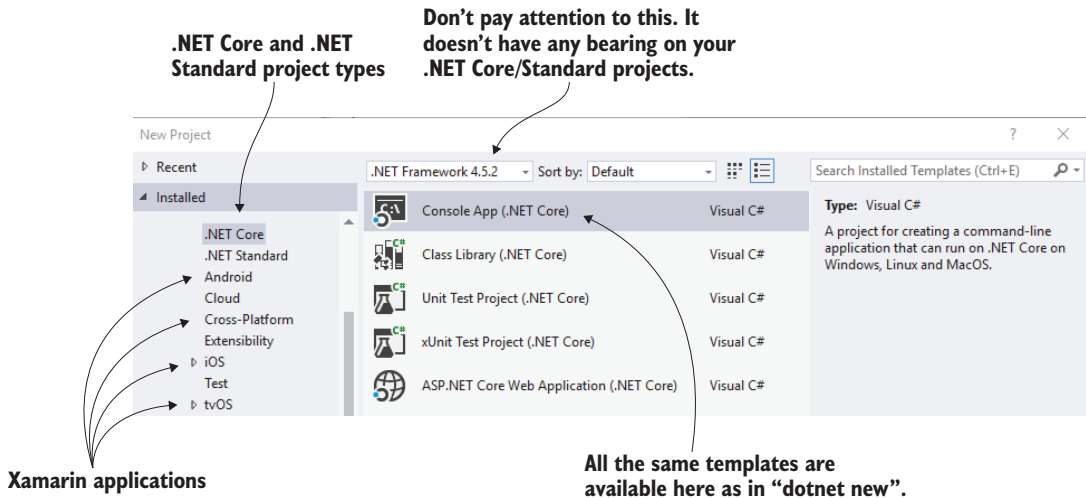 .NET Core and .NET
Standard project types
Don't pay attention to this. It
doesn't have any bearing on your
.NET Core/Standard projects.
New Project
?
Recent
.NET Framework 4.5.2
Sort by: Default
Search Installed Templates (Ctrl+E)
Installed
.NET Core
.NET Standard
Android
Cloud
Cross-Platform
Extensibility
iOS
Test
tvOS
Console App (.NET Core)
Visual C#
Class Library (.NET Core)
Visual C#
Unit Test Project (.NET Core)
Visual C#
xUnit Test Project (.NET Core)
Visual C#
ASP.NET Core Web Application (.NET Core)
Visual C#
Type: Visual C#
A project for creating a command-line
application that can run on .NET Core on
Windows, Linux and MacOS.
Xamarin applications
All the same templates are
available here as in “dotnet new”.